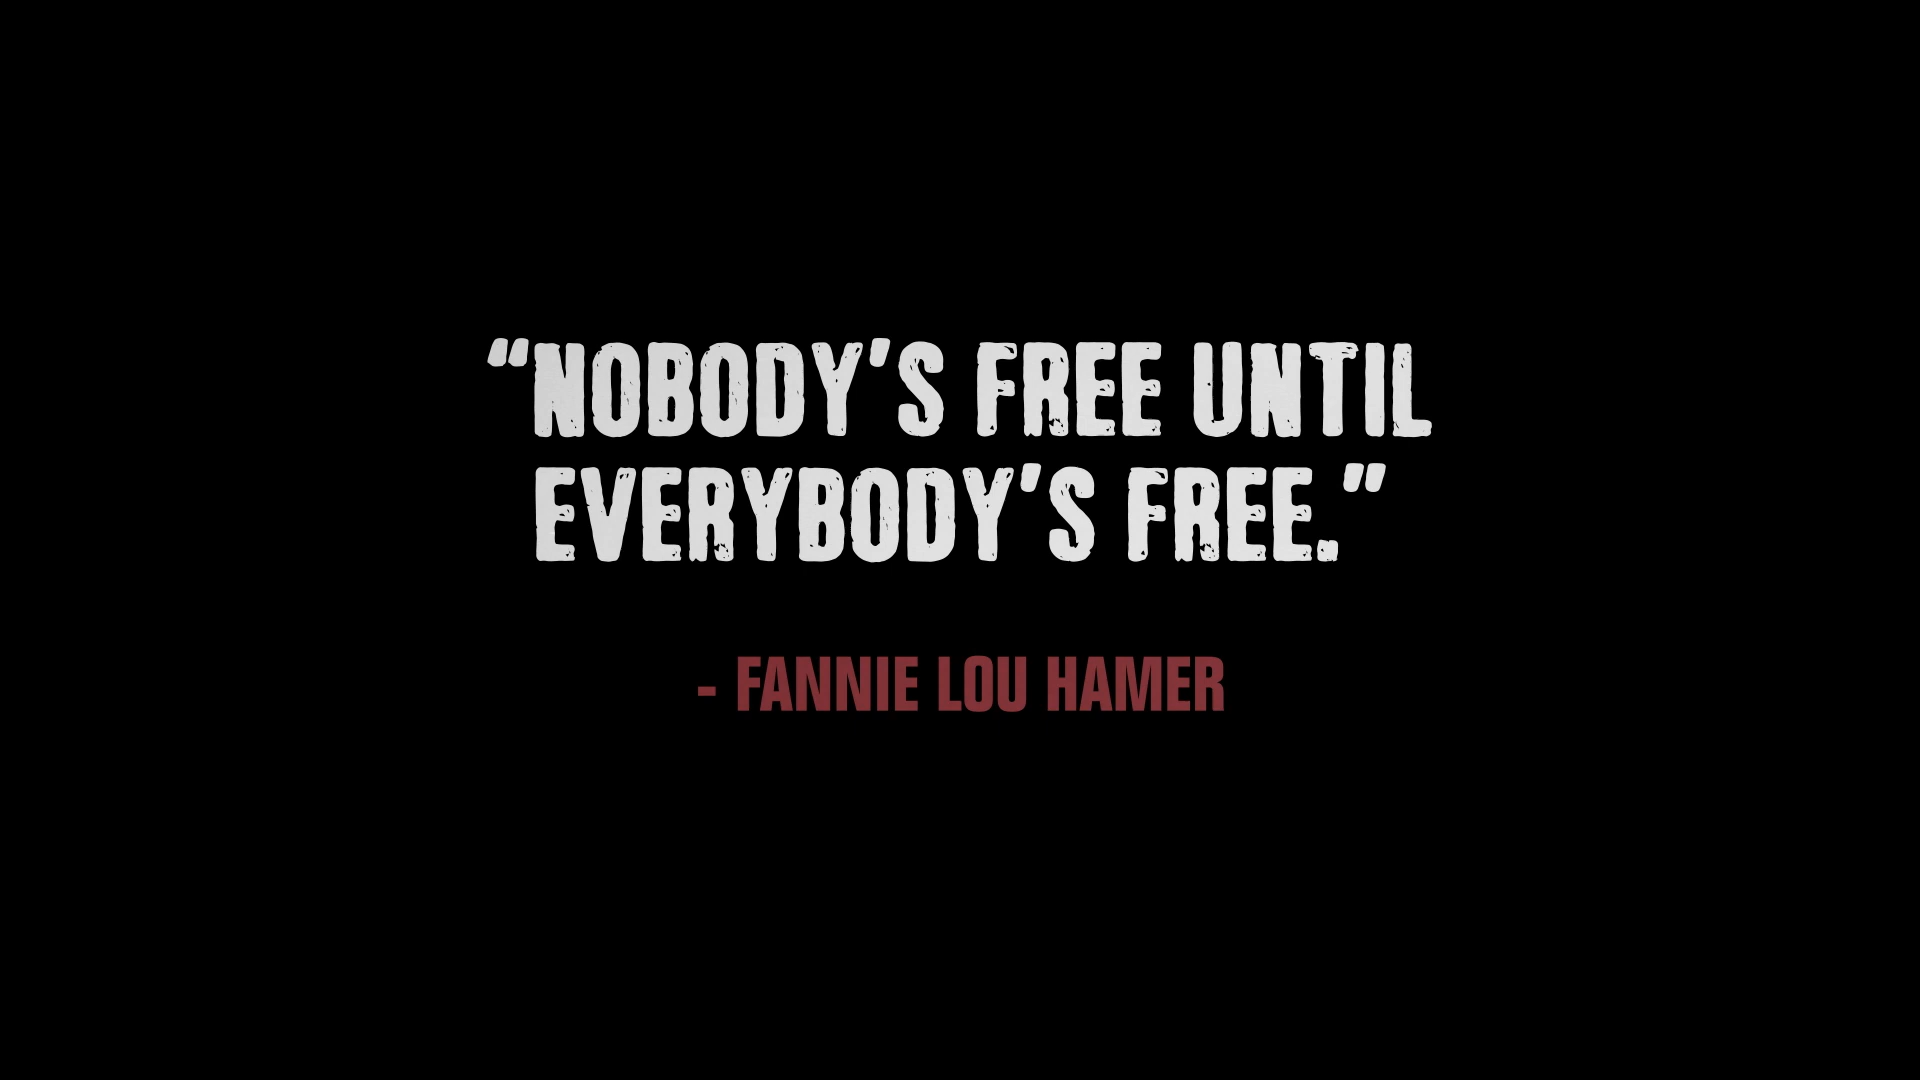 “NOBODY’S FREE UNTIL
EVERYBODY’S FREE.”
- FANNIE LOU HAMER